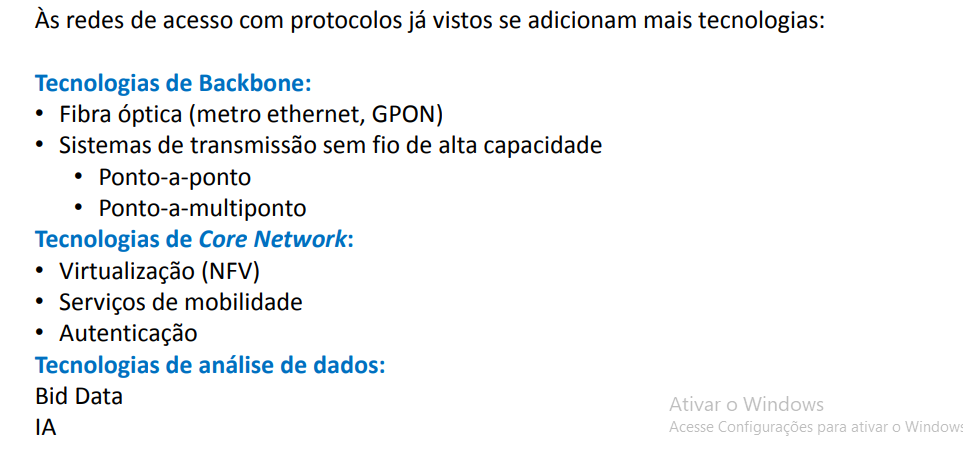 Às redes de acesso com protocolos já vistos se adicionam mais tecnologias:
Tecnologias de Backbone:
• Fibra óptica (metro ethernet, GPON)
• Sistemas de transmissão sem fio de alta capacidade
• Ponto-a-ponto
• Ponto-a-multiponto
Tecnologias de Core Network:
• Virtualização (NFV)
• Serviços de mobilidade
• Autenticação
Tecnologias de análise de dados:
Bid Data
IA
Ativar o Windows
Acesse Configurações para ativar o Windows